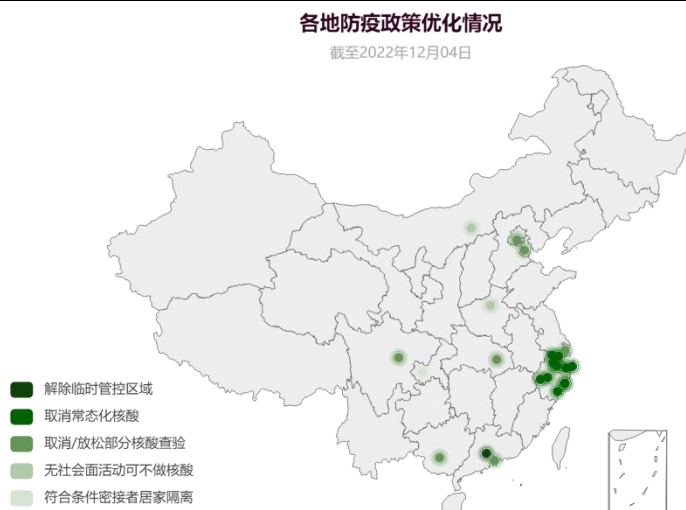 各地防疫政策优化情况
截至2022年12月04日
解除临时管控区域
取消常态化核酸
取消/放松部分核酸查验
无社会面活动可不做核酸
符合条件密接者居家隔离